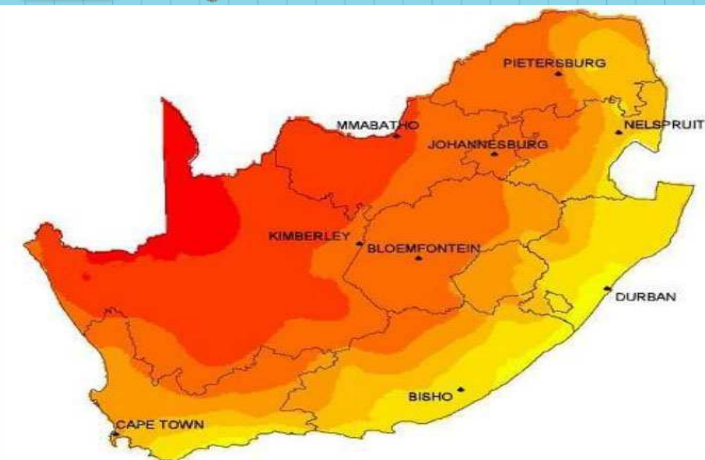 PIETERSBURG
MMABATHO
NELSPRUIT
JOHANNESBURG
KIMBERLEY
BLOEMFONTEIN
DURBAN
BISHO
CAPE TOWN